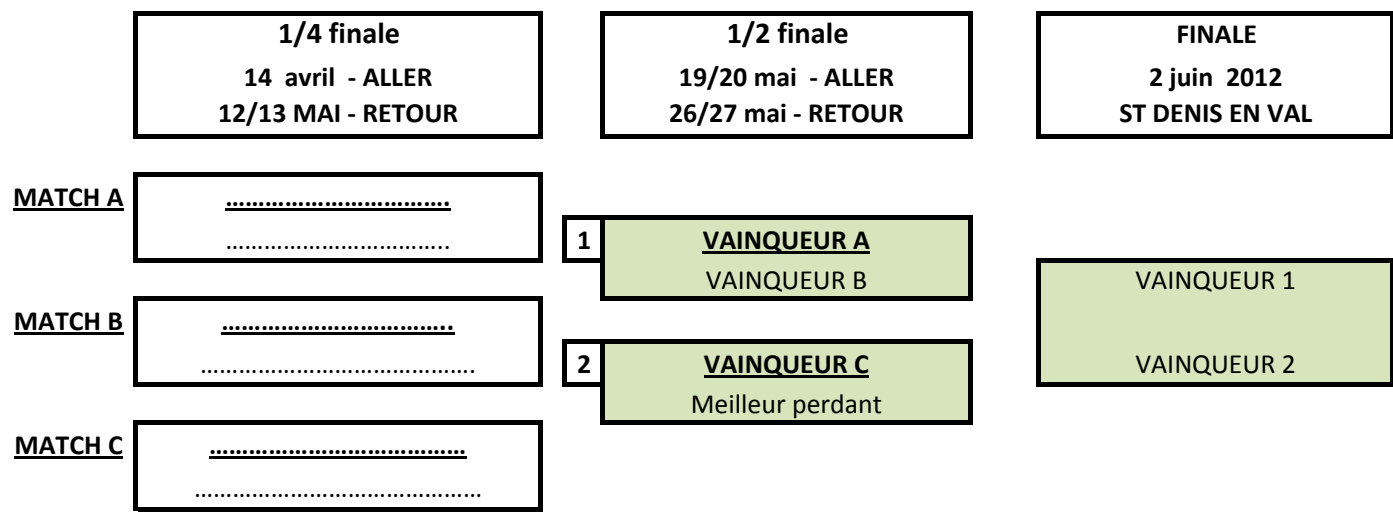 1/4 finale
14 avril - ALLER
12/13 MAI - RETOUR
1/2 finale
19/20 mai - ALLER
26/27 mai - RETOUR
FINALE
2 juin 2012
ST DENIS EN VAL
MATCH A
…………………………….
……………………………..
MATCH B
……………………………..
…………………………………….
MATCH C
…………………………………
………………………………………
1
VAINQUEUR A
VAINQUEUR B
2
VAINQUEUR C
Meilleur perdant
VAINQUEUR 1
VAINQUEUR 2